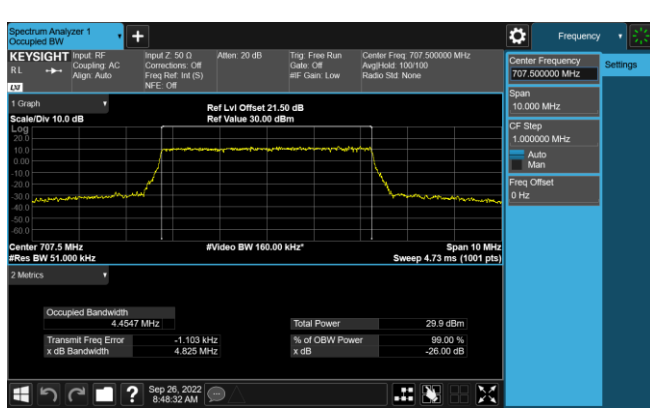 Spectrum Analyzer 1
Occupied BW
Frequency
KEYSIGHT
RL
LXI
Input: RF
Coupling: AC
Align: Auto
Input Z: 50 Ω
Corrections: Off
Freq Ref: Int (S)
NFE: Off
Atten: 20 dB
Trig: Free Run
Gate: Off
#IF Gain: Low
Center Freq: 707.500000 MHz
Avg|Hold: 100/100
Radio Std: None
Center Frequency
707.500000 MHz
Settings
Span
10.000 MHz
CF Step
1.000000 MHz
Auto
Man
Freq Offset
0 Hz
1 Graph
Scale/Div 10.0 dB
Ref Lvl Offset 21.50 dB
Ref Value 30.00 dBm
Log
20.0
10.0
0.00
-10.0
-20.0
-30.0
-40.0
-50.0
-60.0
Center 707.5 MHz
#Video BW 160.00 kHz*
Span 10 MHz
#Res BW 51.000 kHz
Sweep 4.73 ms (1001 pts)
2 Metrics
Occupied Bandwidth
4.4547 MHz
Total Power 29.9 dBm
Transmit Freq Error -1.103 kHz
% of OBW Power 99.00 %
x dB Bandwidth 4.825 MHz
x dB -26.00 dB
?
Sep 26, 2022
8:48:32 AM